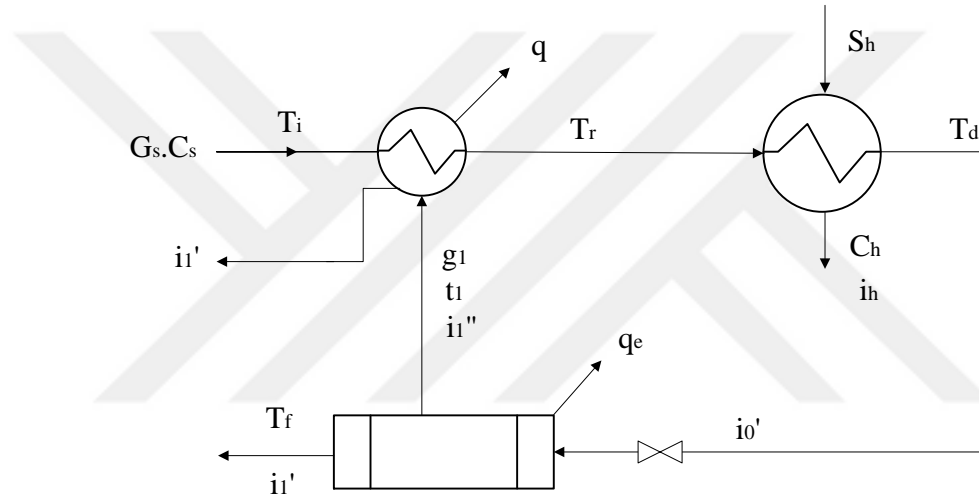 Sh
q
Ti
Tr
Td
Gs.Cs
i1'
g1
t1
i1"
Ch
ih
qe
Tf
i0'
i1'